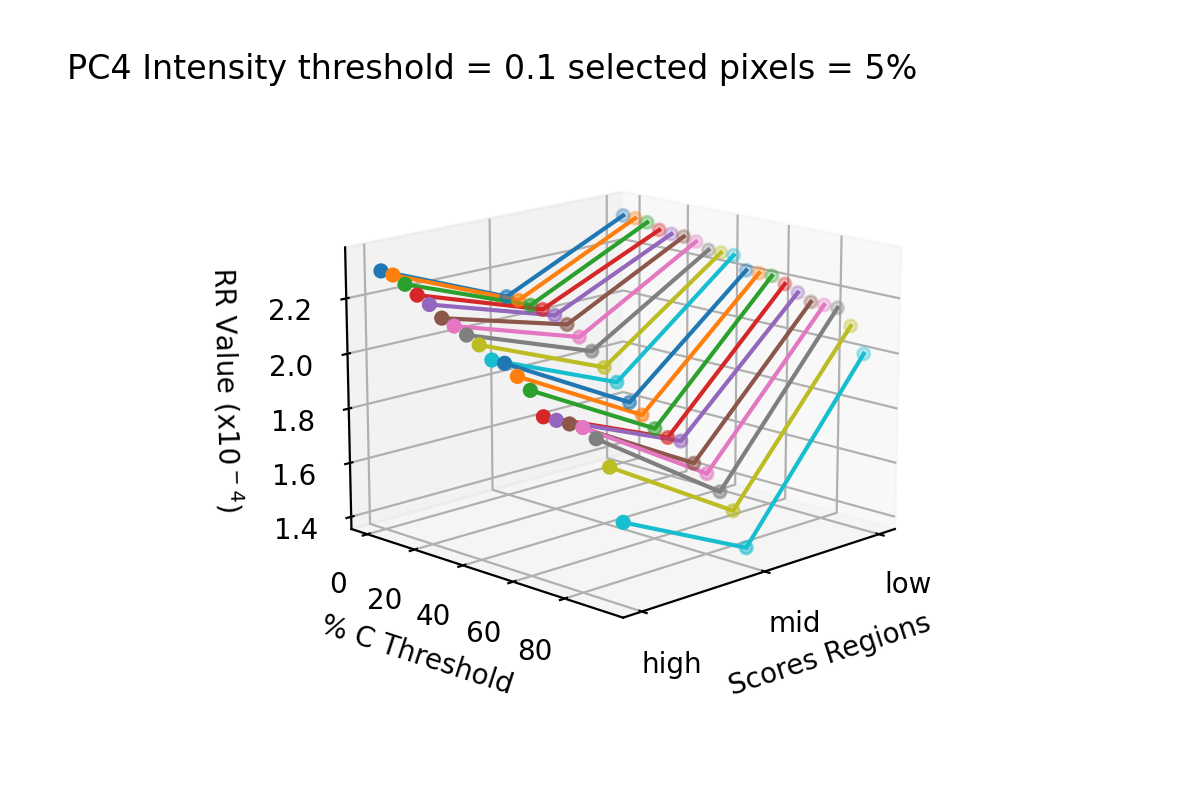 PC4 Intensity threshold = 0.1 selected pixels = 5%
RR Value (x10⁻⁴)
2.2
2.0
1.8
1.6
1.4
0
20
40
60
80
% C Threshold
low
mid
high
Scores Regions